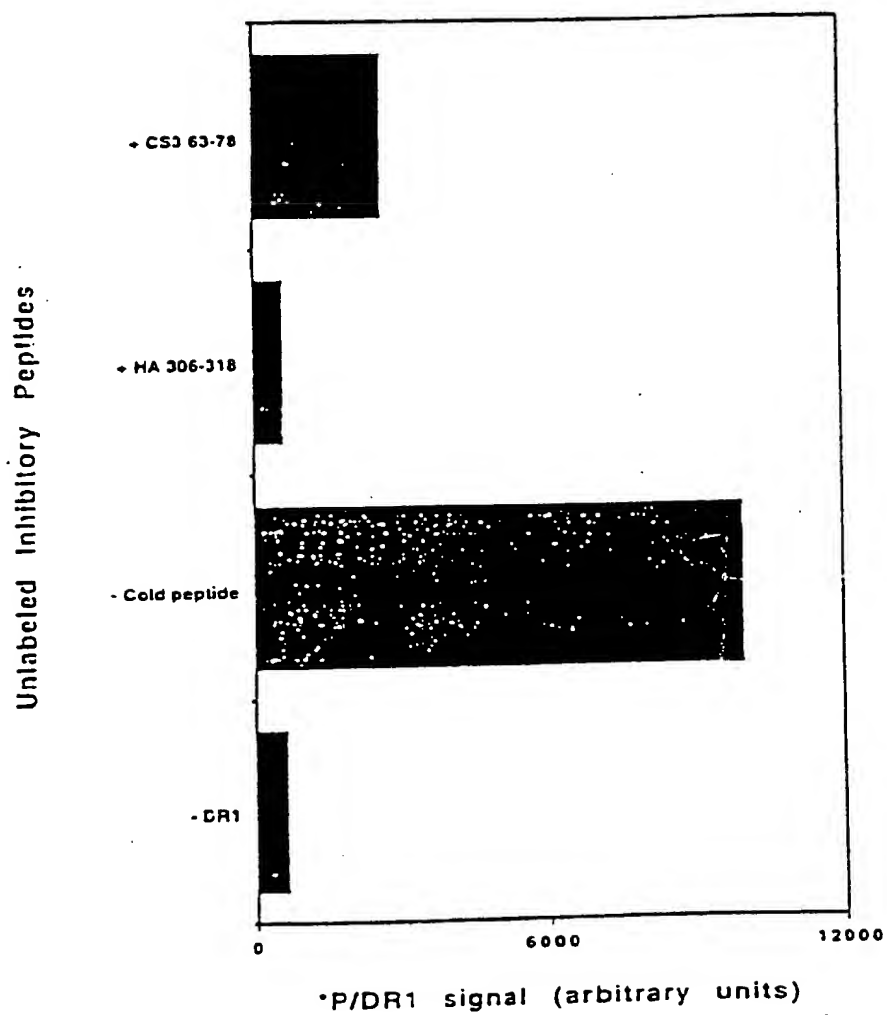 Unlabeled Inhibitory Peptides
+ CS3 63-78
+ HA 306-318
- Cold peptide
- DR1
0 6000 12000
*P/DR1 signal (arbitrary units)